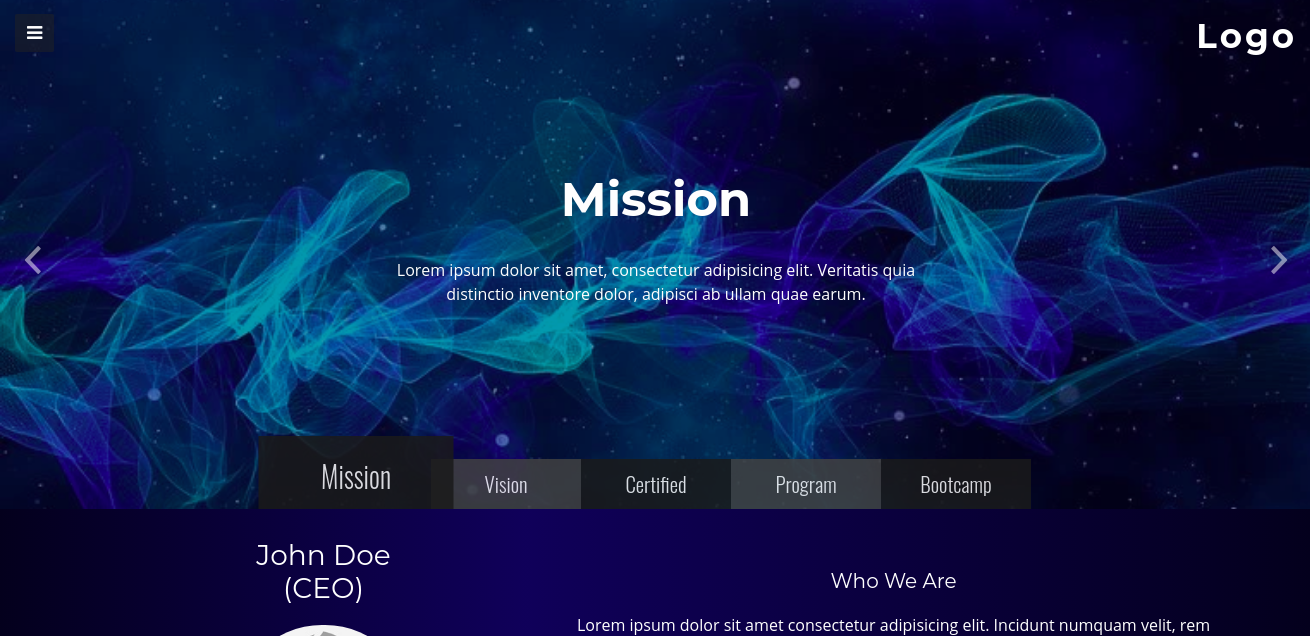 Logo
Mission
Lorem ipsum dolor sit amet, consectetur adipisicing elit. Veritatis quia
distinctio inventore dolor, adipisci ab ullam quae earum.
Mission
Vision
Certified
Program
Bootcamp
John Doe
(CEO)
Who We Are
Lorem ipsum dolor sit amet consectetur adipisicing elit. Incidunt numquam velit, rem